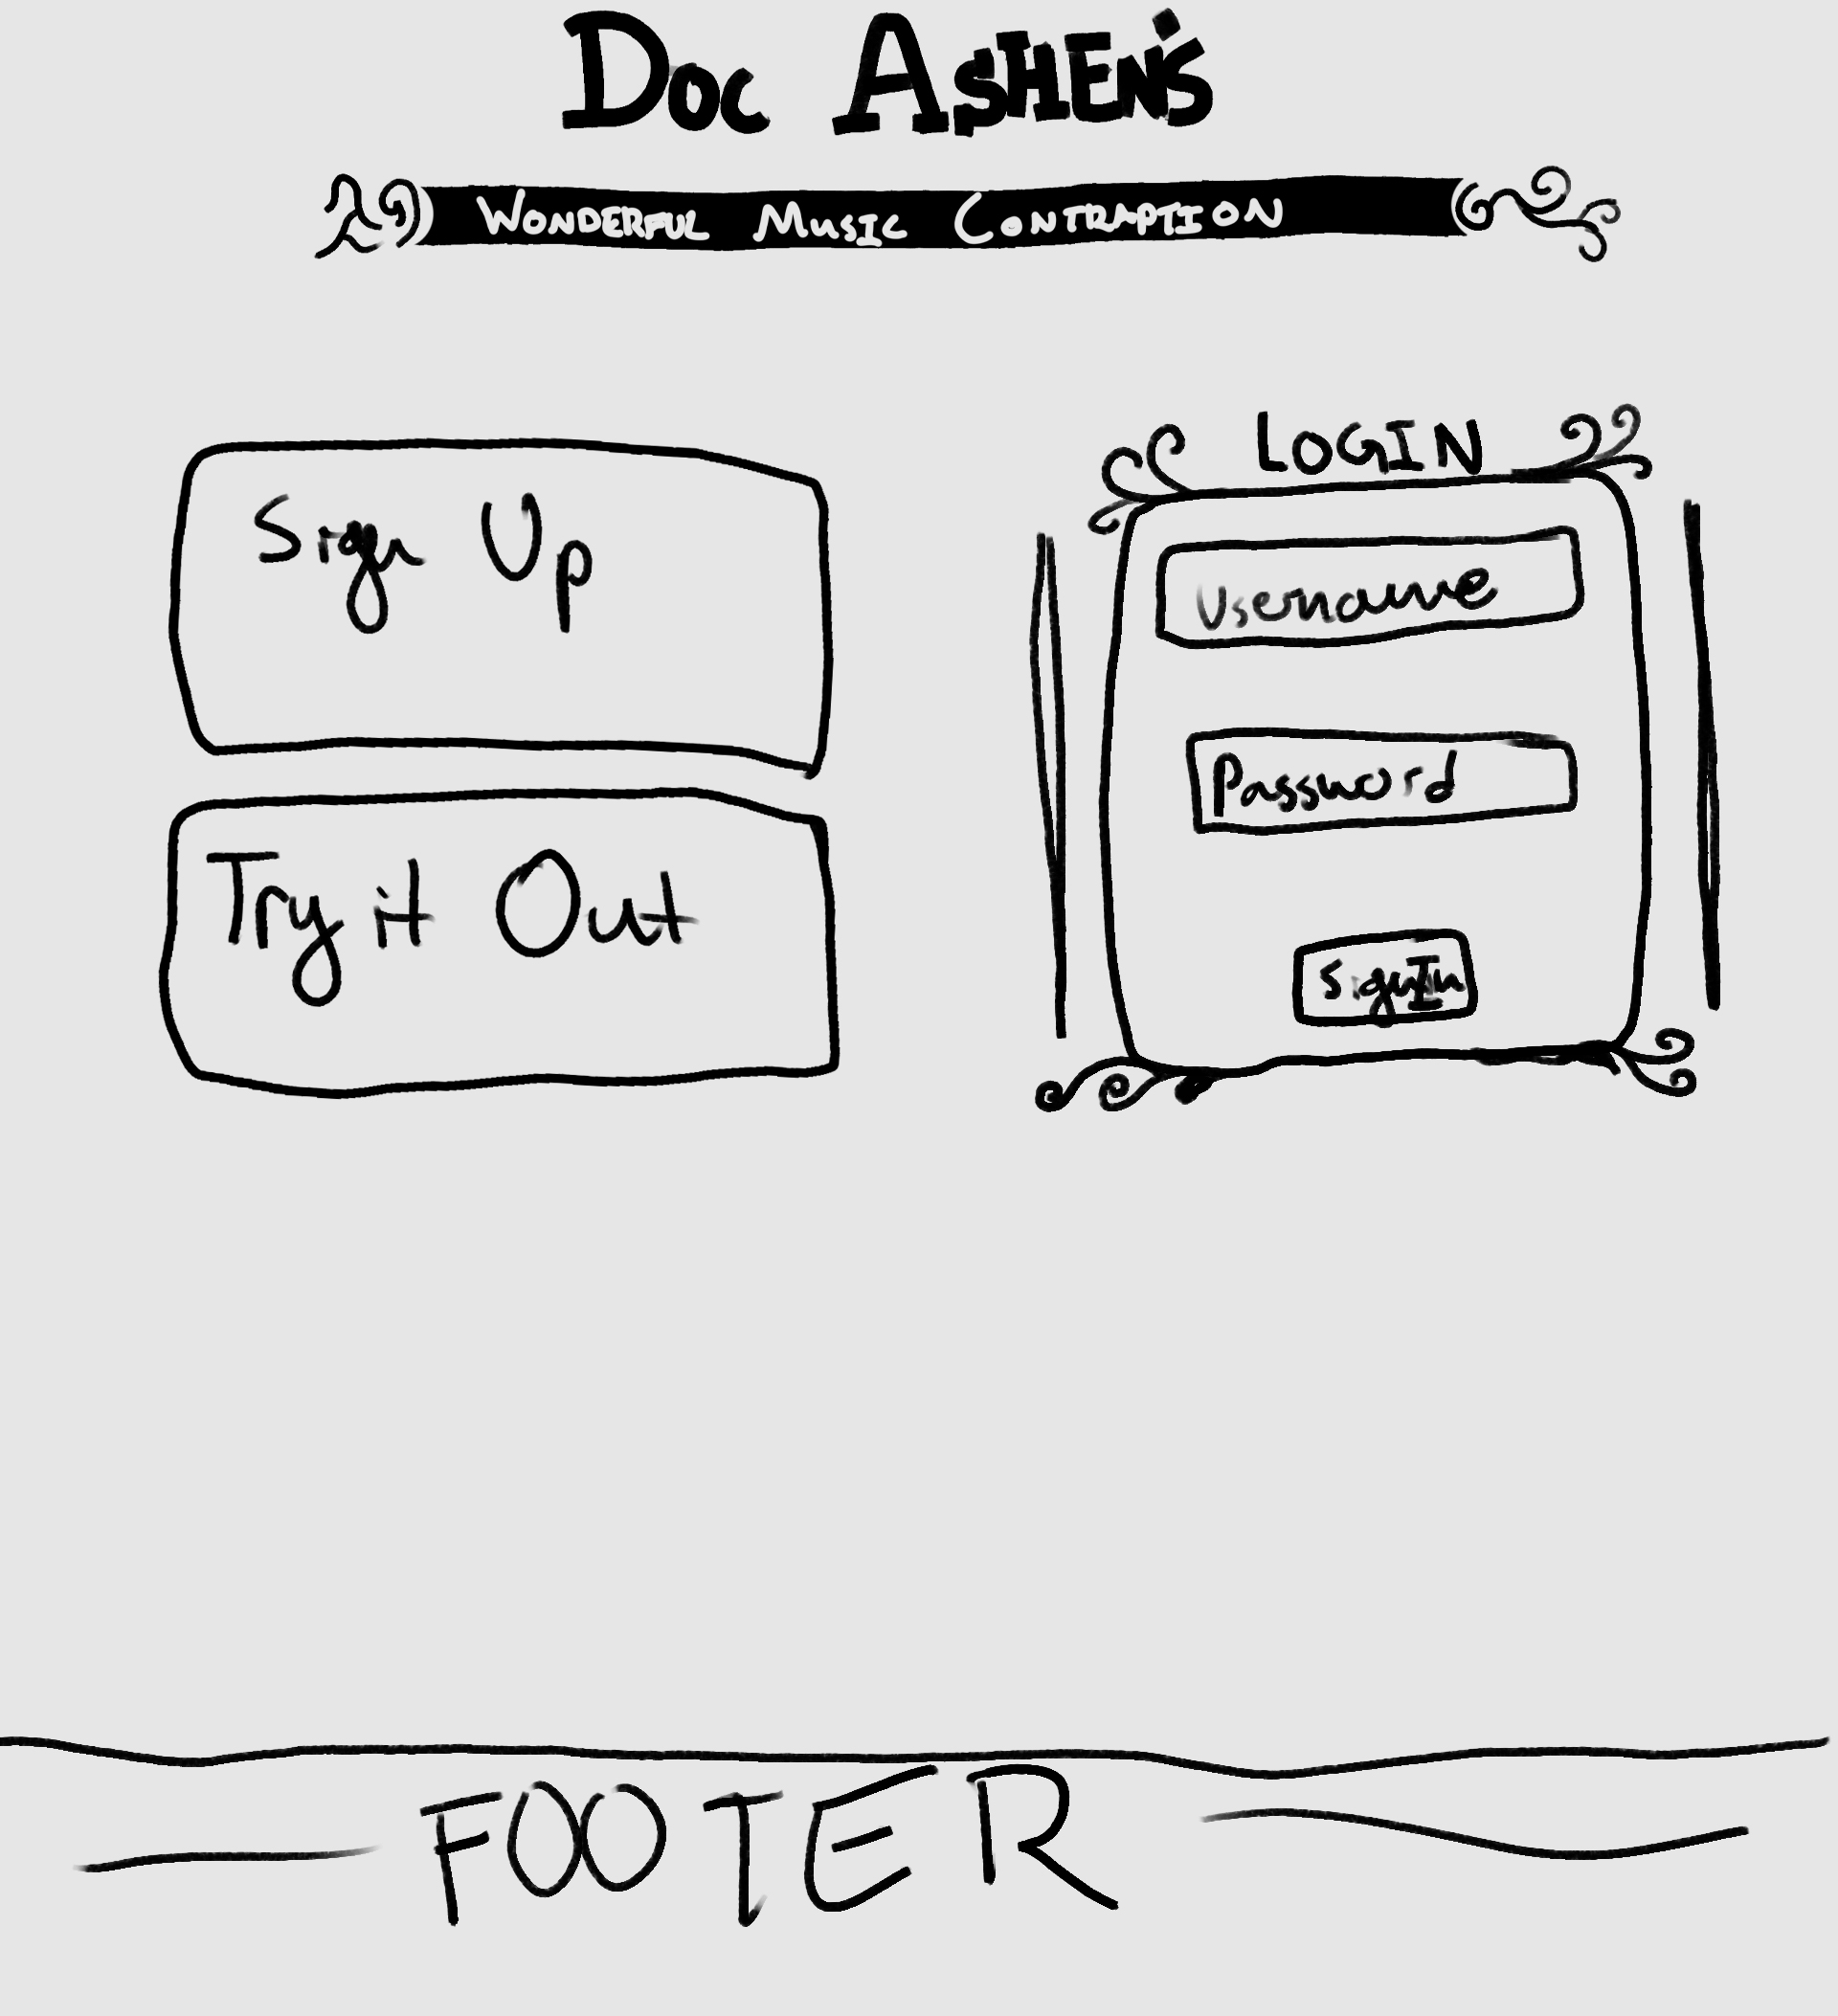 Doc Ashen's
Wonderful Music Contraption
Sign Up
Try it Out
LOGIN
Username
Password
Sign In
FOOTER